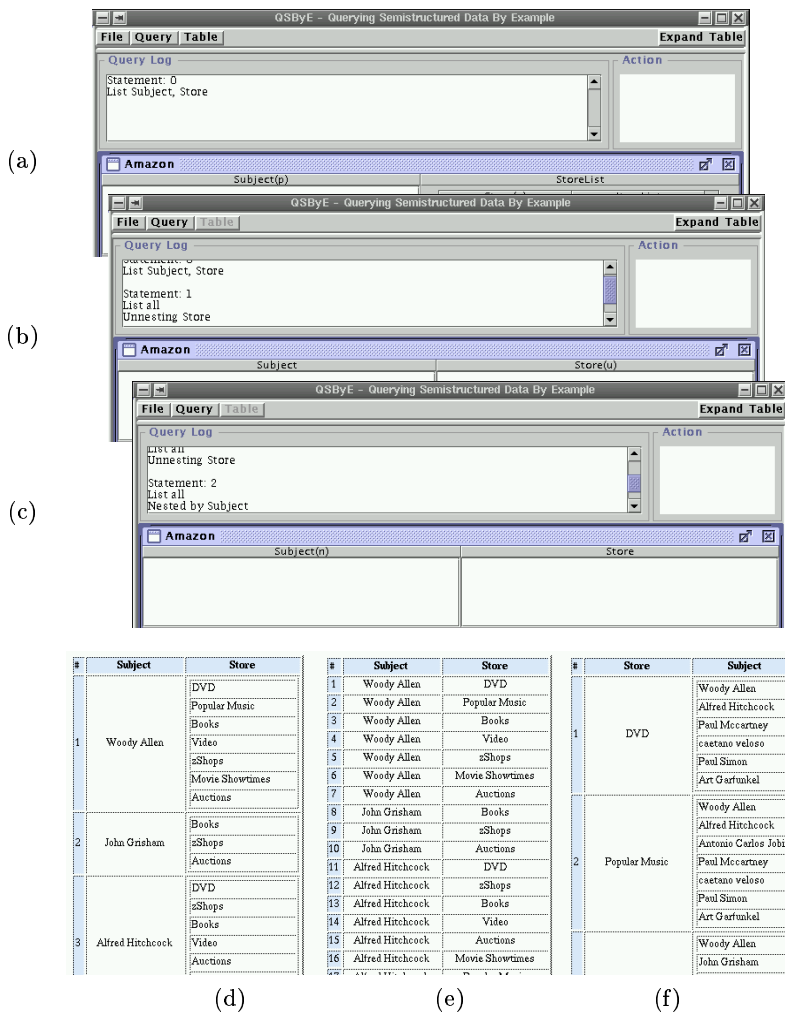 QSByE - Querying Semistructured Data By Example
File Query Table Expand Table
Query Log Action
Statement: 0
List Subject, Store
(a)
Amazon
Subject(p) StoreList
QSByE - Querying Semistructured Data By Example
File Query Table Expand Table
Query Log Action
List Subject, Store
Statement: 1
List all
Unnesting Store
(b)
Amazon
Subject Store(u)
QSByE - Querying Semistructured Data By Example
File Query Table Expand Table
Query Log Action
List all
Unnesting Store
Statement: 2
List all
Nested by Subject
(c)
Amazon
Subject(n) Store
# Subject Store
1 Woody Allen
DVD
Popular Music
Books
Video
zShops
Movie Showtimes
Auctions
2 John Grisham
Books
zShops
Auctions
3 Alfred Hitchcock
DVD
zShops
Books
Video
Auctions
(d)
# Subject Store
1 Woody Allen DVD
2 Woody Allen Popular Music
3 Woody Allen Books
4 Woody Allen Video
5 Woody Allen zShops
6 Woody Allen Movie Showtimes
7 Woody Allen Auctions
8 John Grisham Books
9 John Grisham zShops
10 John Grisham Auctions
11 Alfred Hitchcock DVD
12 Alfred Hitchcock zShops
13 Alfred Hitchcock Books
14 Alfred Hitchcock Video
15 Alfred Hitchcock Auctions
16 Alfred Hitchcock Movie Showtimes
(e)
# Store Subject
1 DVD
Woody Allen
Alfred Hitchcock
Paul Mccartney
caetano veloso
Paul Simon
Art Garfunkel
2 Popular Music
Woody Allen
Alfred Hitchcock
Antonio Carlos Jobi
Paul Mccartney
caetano veloso
Paul Simon
Art Garfunkel
Woody Allen
John Grisham
(f)